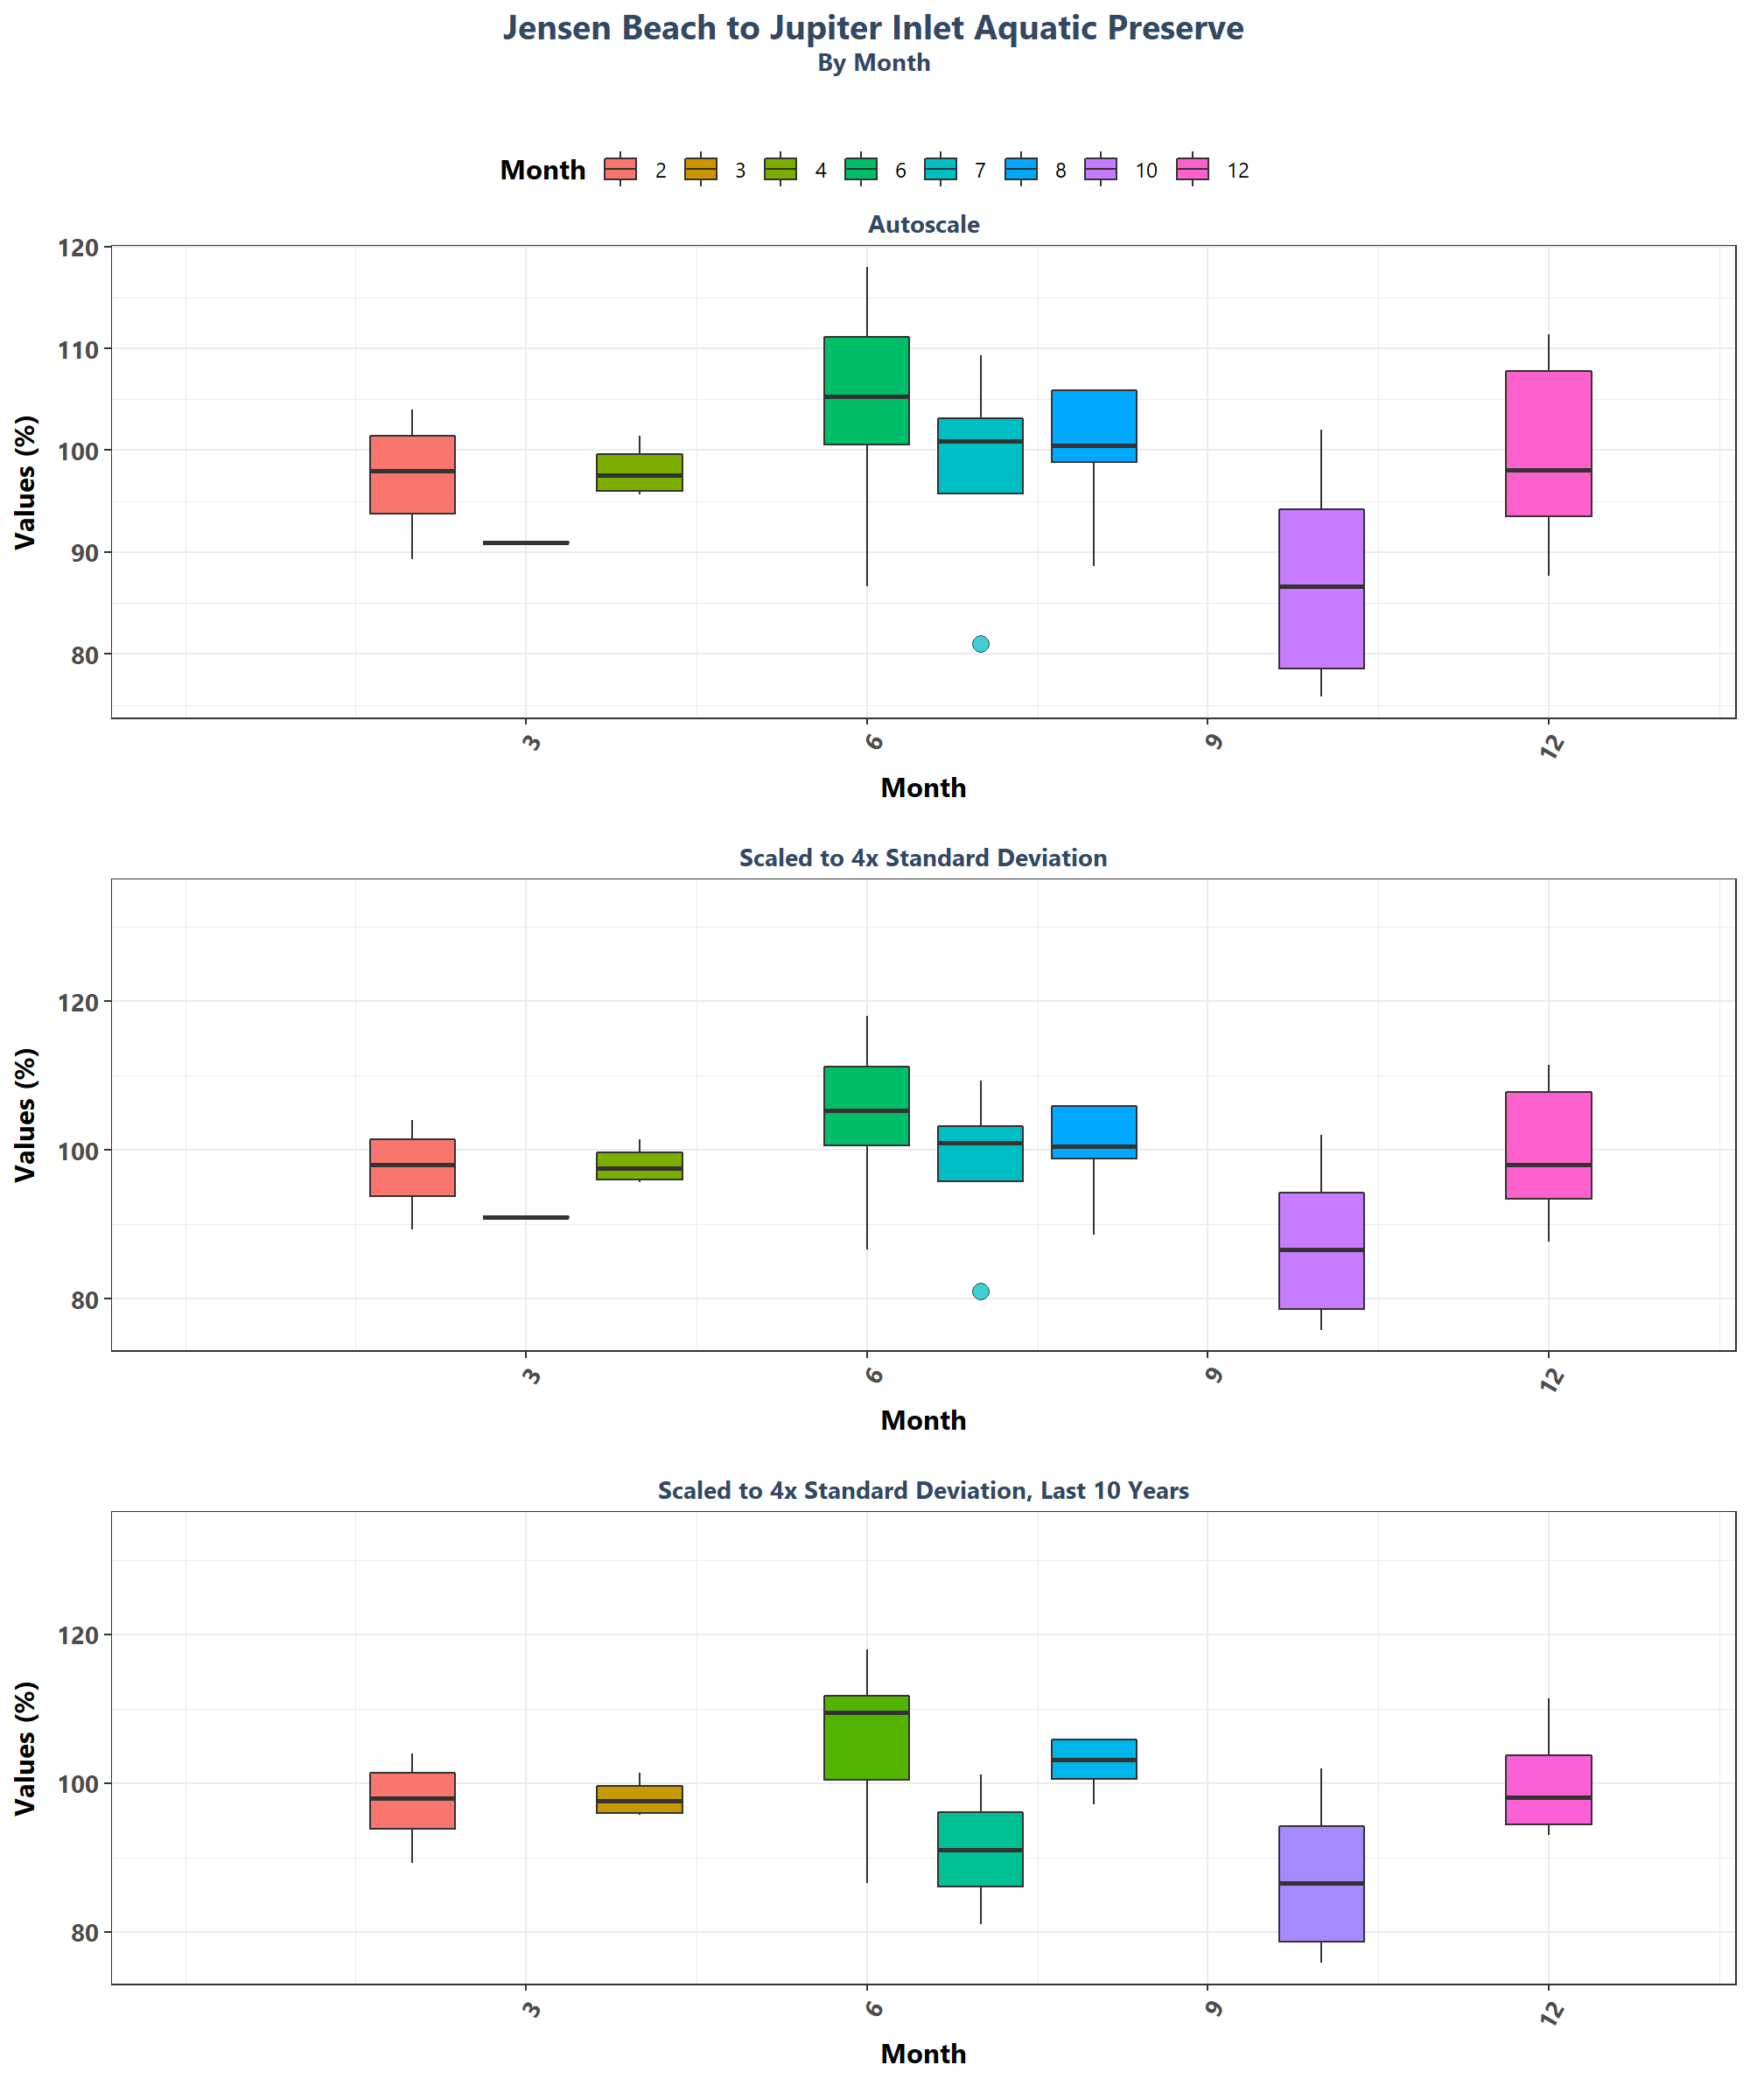 Jensen Beach to Jupiter Inlet Aquatic Preserve
By Month
Month 2 3 4 6 7 8 10 12
Autoscale
120
110
100
90
80
Values (%)
3 6 9 12
Month
Scaled to 4x Standard Deviation
120
100
80
Values (%)
3 6 9 12
Month
Scaled to 4x Standard Deviation, Last 10 Years
120
100
80
Values (%)
3 6 9 12
Month